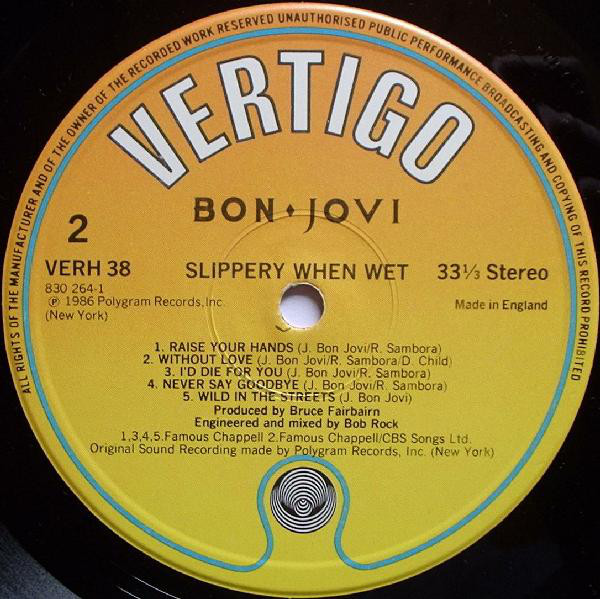 ALL RIGHTS OF THE MANUFACTURER AND OF THE OWNER OF THE RECORDED WORK RESERVED UNAUTHORISED PUBLIC PERFORMANCE BROADCASTING AND COPYING OF THIS RECORD PROHIBITED
VERTIGO
BON♦JOVI
2
VERH 38 SLIPPERY WHEN WET 33⅓ Stereo
830 264-1
℗ 1986 Polygram Records, Inc. Made in England
(New York)
1. RAISE YOUR HANDS (J. Bon Jovi/R. Sambora)
2. WITHOUT LOVE (J. Bon Jovi/R. Sambora/D. Child)
3. I'D DIE FOR YOU (J. Bon Jovi/R. Sambora)
4. NEVER SAY GOODBYE (J. Bon Jovi/R. Sambora)
5. WILD IN THE STREETS (J. Bon Jovi)
Produced by Bruce Fairbairn
Engineered and mixed by Bob Rock
1,3,4,5.Famous Chappell 2.Famous Chappell/CBS Songs Ltd.
Original Sound Recording made by Polygram Records, Inc. (New York)